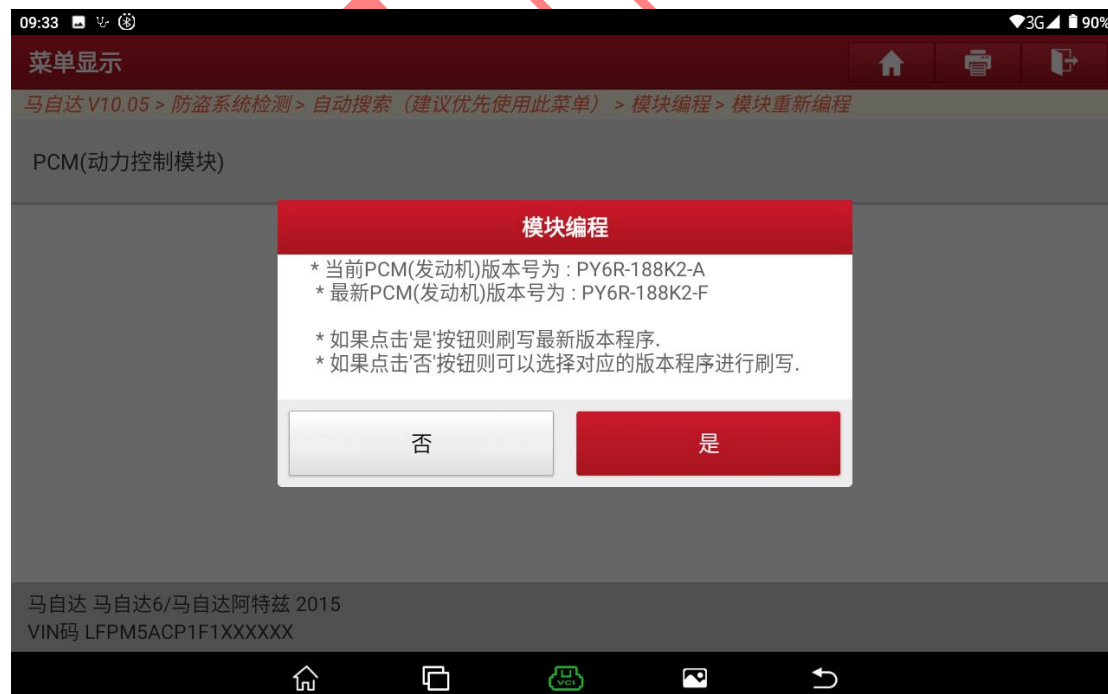 09:33
3G 90%
菜单显示
马自达 V10.05 > 防盗系统检测 > 自动搜索（建议优先使用此菜单） > 模块编程 > 模块重新编程
PCM(动力控制模块)
模块编程
* 当前PCM(发动机)版本号为 : PY6R-188K2-A
* 最新PCM(发动机)版本号为 : PY6R-188K2-F
* 如果点击'是'按钮则刷写最新版本程序.
* 如果点击'否'按钮则可以选择对应的版本程序进行刷写.
否
是
马自达 马自达6/马自达阿特兹 2015
VIN码 LFPM5ACP1F1XXXXXX
VCI